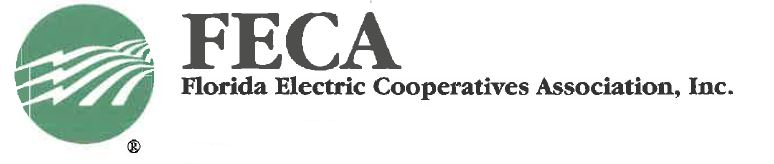 FECA
Florida Electric Cooperatives Association, Inc.
®